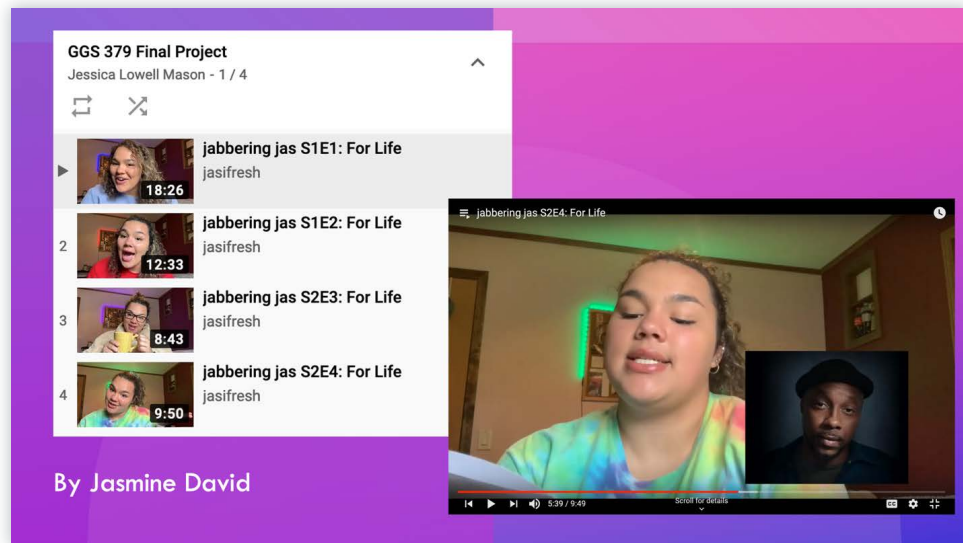 GGS 379 Final Project
Jessica Lowell Mason - 1 / 4
jabbering jas S1E1: For Life
jasifresh
18:26
2
jabbering jas S1E2: For Life
jasifresh
12:33
3
jabbering jas S2E3: For Life
jasifresh
8:43
4
jabbering jas S2E4: For Life
jasifresh
9:50
jabbering jas S2E4: For Life
5:39 / 9:49
Scroll for details
CC
By Jasmine David